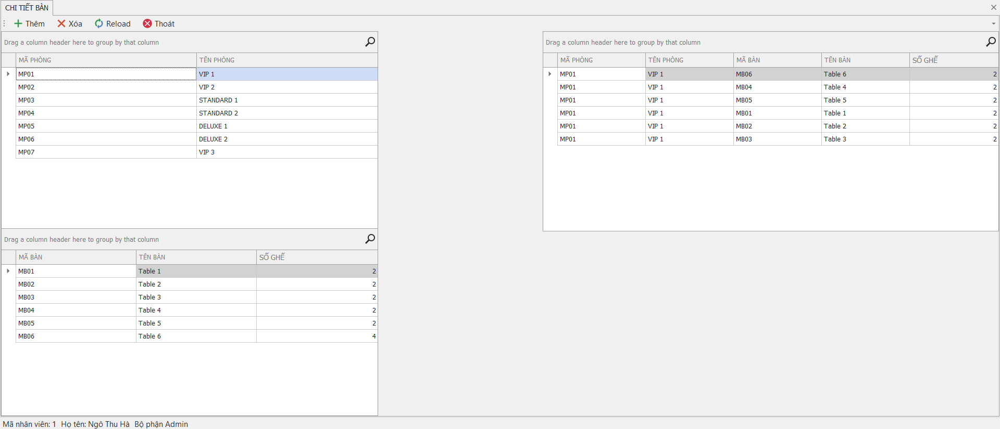 CHI TIẾT BÀN
Thêm Xóa Reload Thoát
Drag a column header here to group by that column
MÃ PHÒNG TÊN PHÒNG
MP01 VIP 1
MP02 VIP 2
MP03 STANDARD 1
MP04 STANDARD 2
MP05 DELUXE 1
MP06 DELUXE 2
MP07 VIP 3
Drag a column header here to group by that column
MÃ BÀN TÊN BÀN SỐ GHẾ
MB01 Table 1 2
MB02 Table 2 2
MB03 Table 3 2
MB04 Table 4 2
MB05 Table 5 2
MB06 Table 6 4
Drag a column header here to group by that column
MÃ PHÒNG TÊN PHÒNG MÃ BÀN TÊN BÀN SỐ GHẾ
MP01 VIP 1 MB06 Table 6 2
MP01 VIP 1 MB04 Table 4 2
MP01 VIP 1 MB05 Table 5 2
MP01 VIP 1 MB01 Table 1 2
MP01 VIP 1 MB02 Table 2 2
MP01 VIP 1 MB03 Table 3 2
Mã nhân viên: 1 Họ tên: Ngô Thu Hà Bộ phận Admin